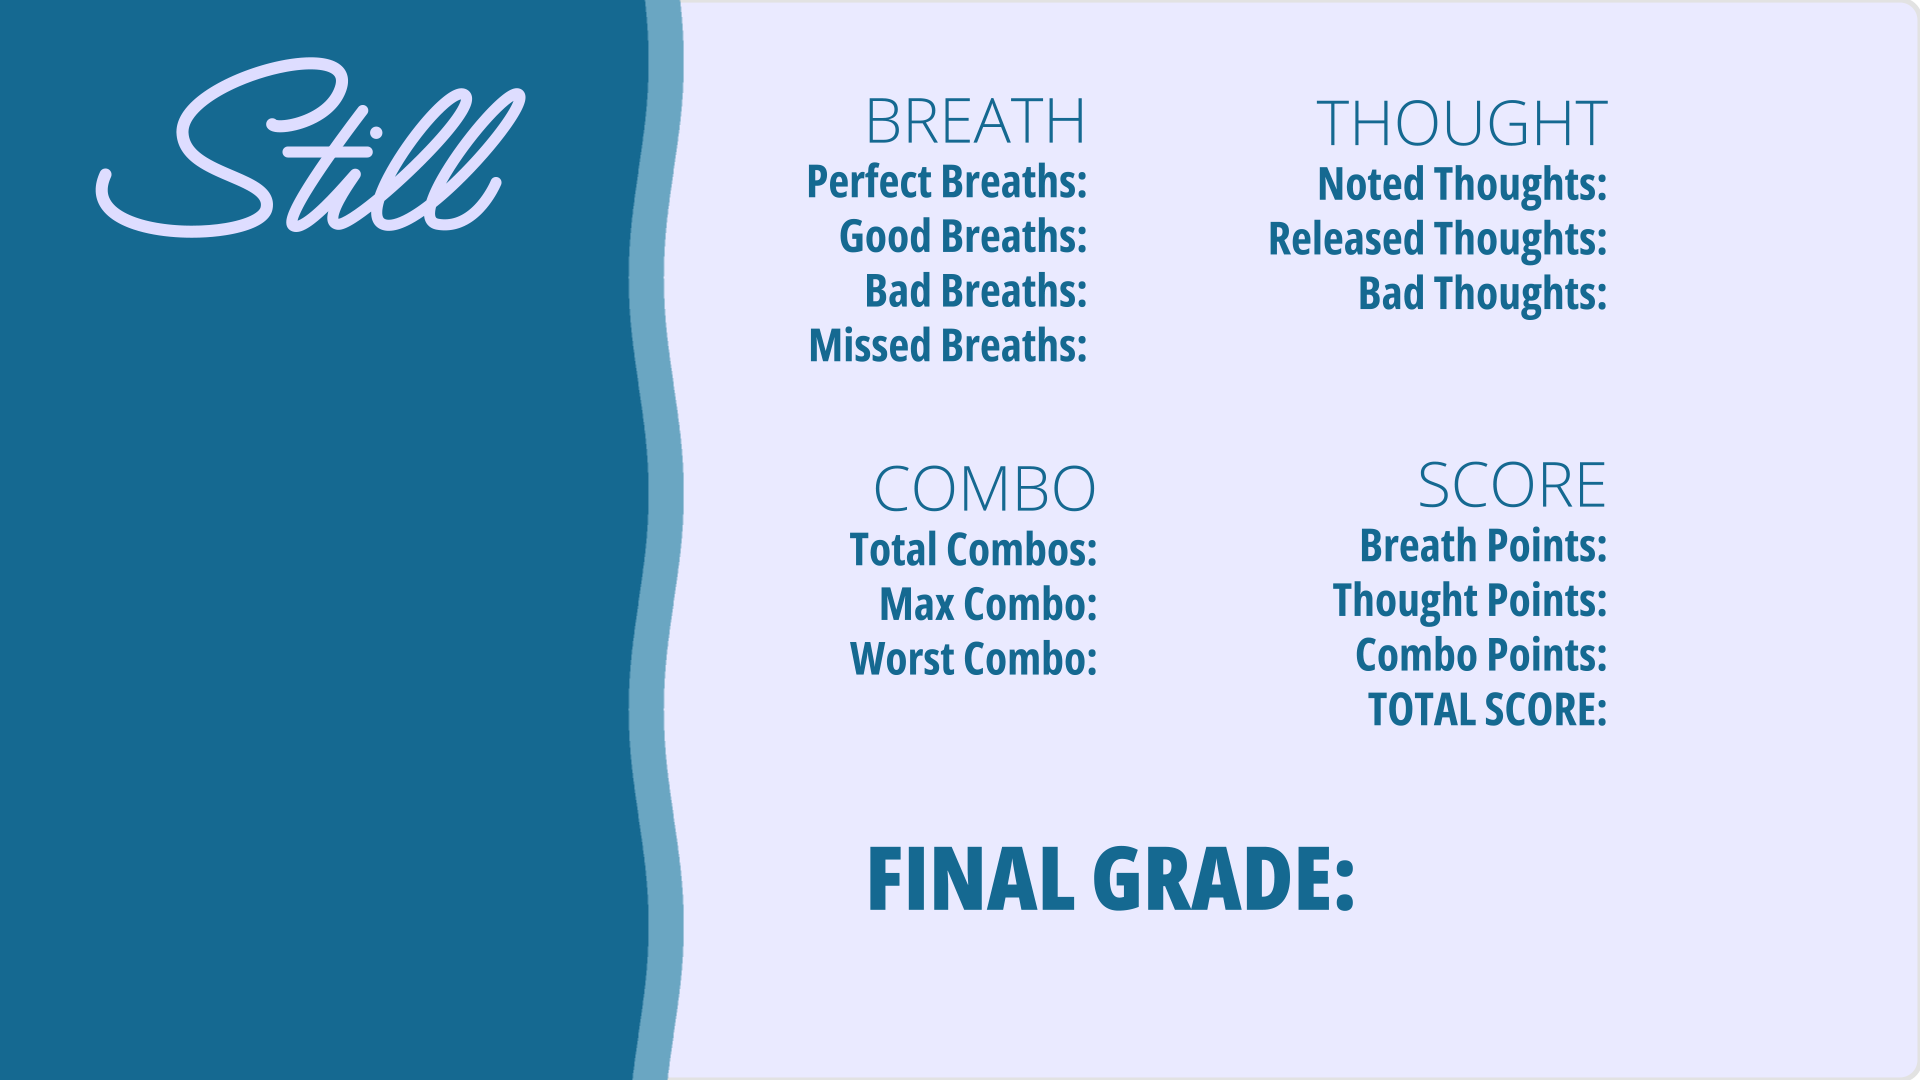 Still
BREATH
Perfect Breaths:
Good Breaths:
Bad Breaths:
Missed Breaths:
THOUGHT
Noted Thoughts:
Released Thoughts:
Bad Thoughts:
COMBO
Total Combos:
Max Combo:
Worst Combo:
SCORE
Breath Points:
Thought Points:
Combo Points:
TOTAL SCORE:
FINAL GRADE: